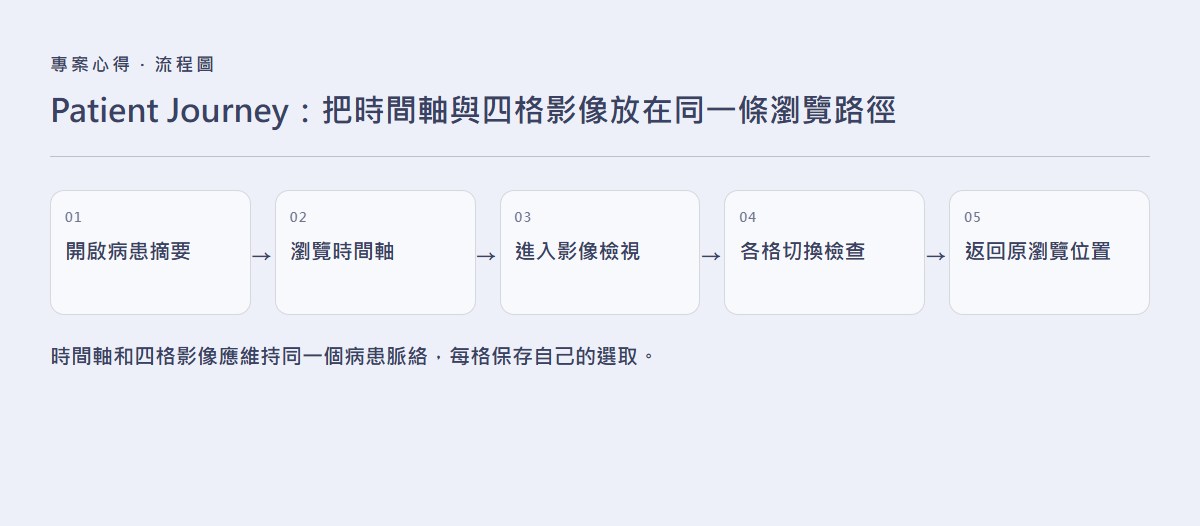 專案心得 · 流程圖
Patient Journey：把時間軸與四格影像放在同一條瀏覽路徑
01
開啟病患摘要
→
02
瀏覽時間軸
→
03
進入影像檢視
→
04
各格切換檢查
→
05
返回原瀏覽位置
時間軸和四格影像應維持同一個病患脈絡，每格保存自己的選取。